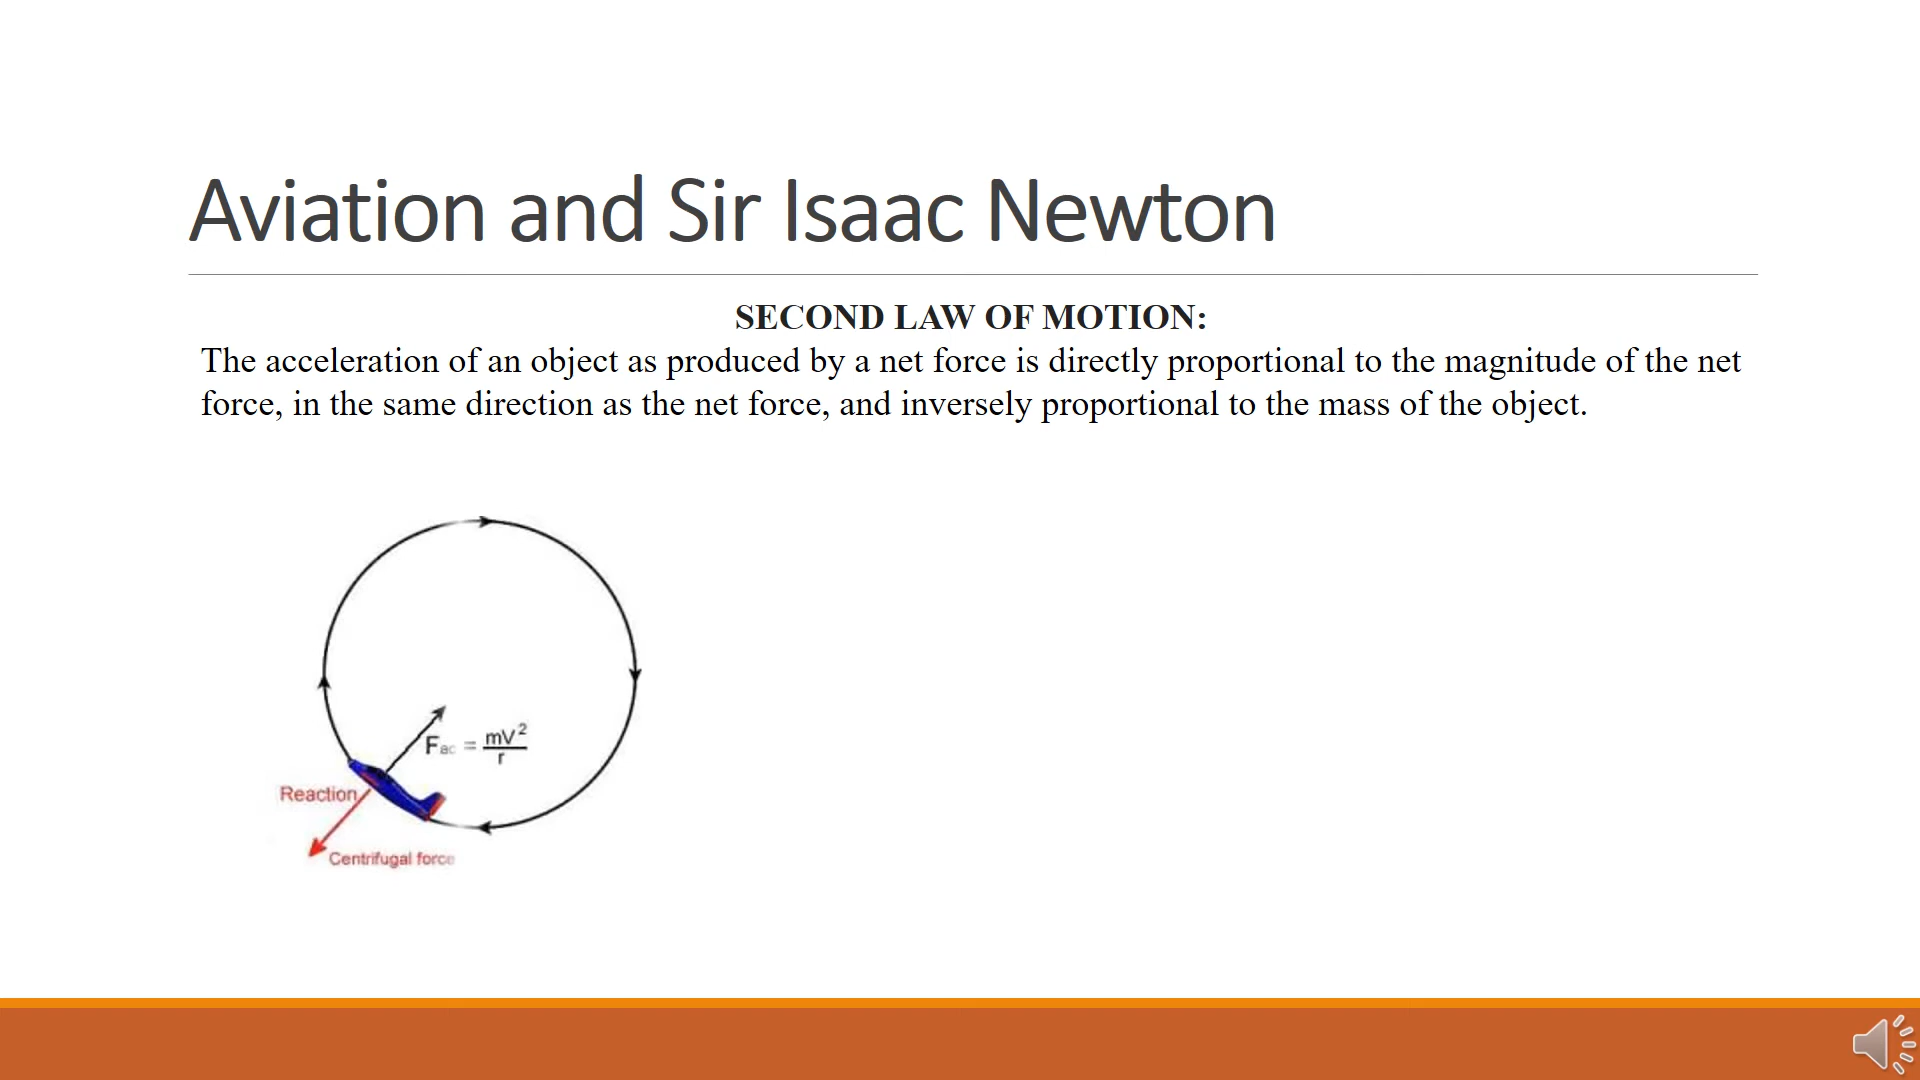 Aviation and Sir Isaac Newton
SECOND LAW OF MOTION:
The acceleration of an object as produced by a net force is directly proportional to the magnitude of the net
force, in the same direction as the net force, and inversely proportional to the mass of the object.
Fac = mV²/r
Reaction
Centrifugal force